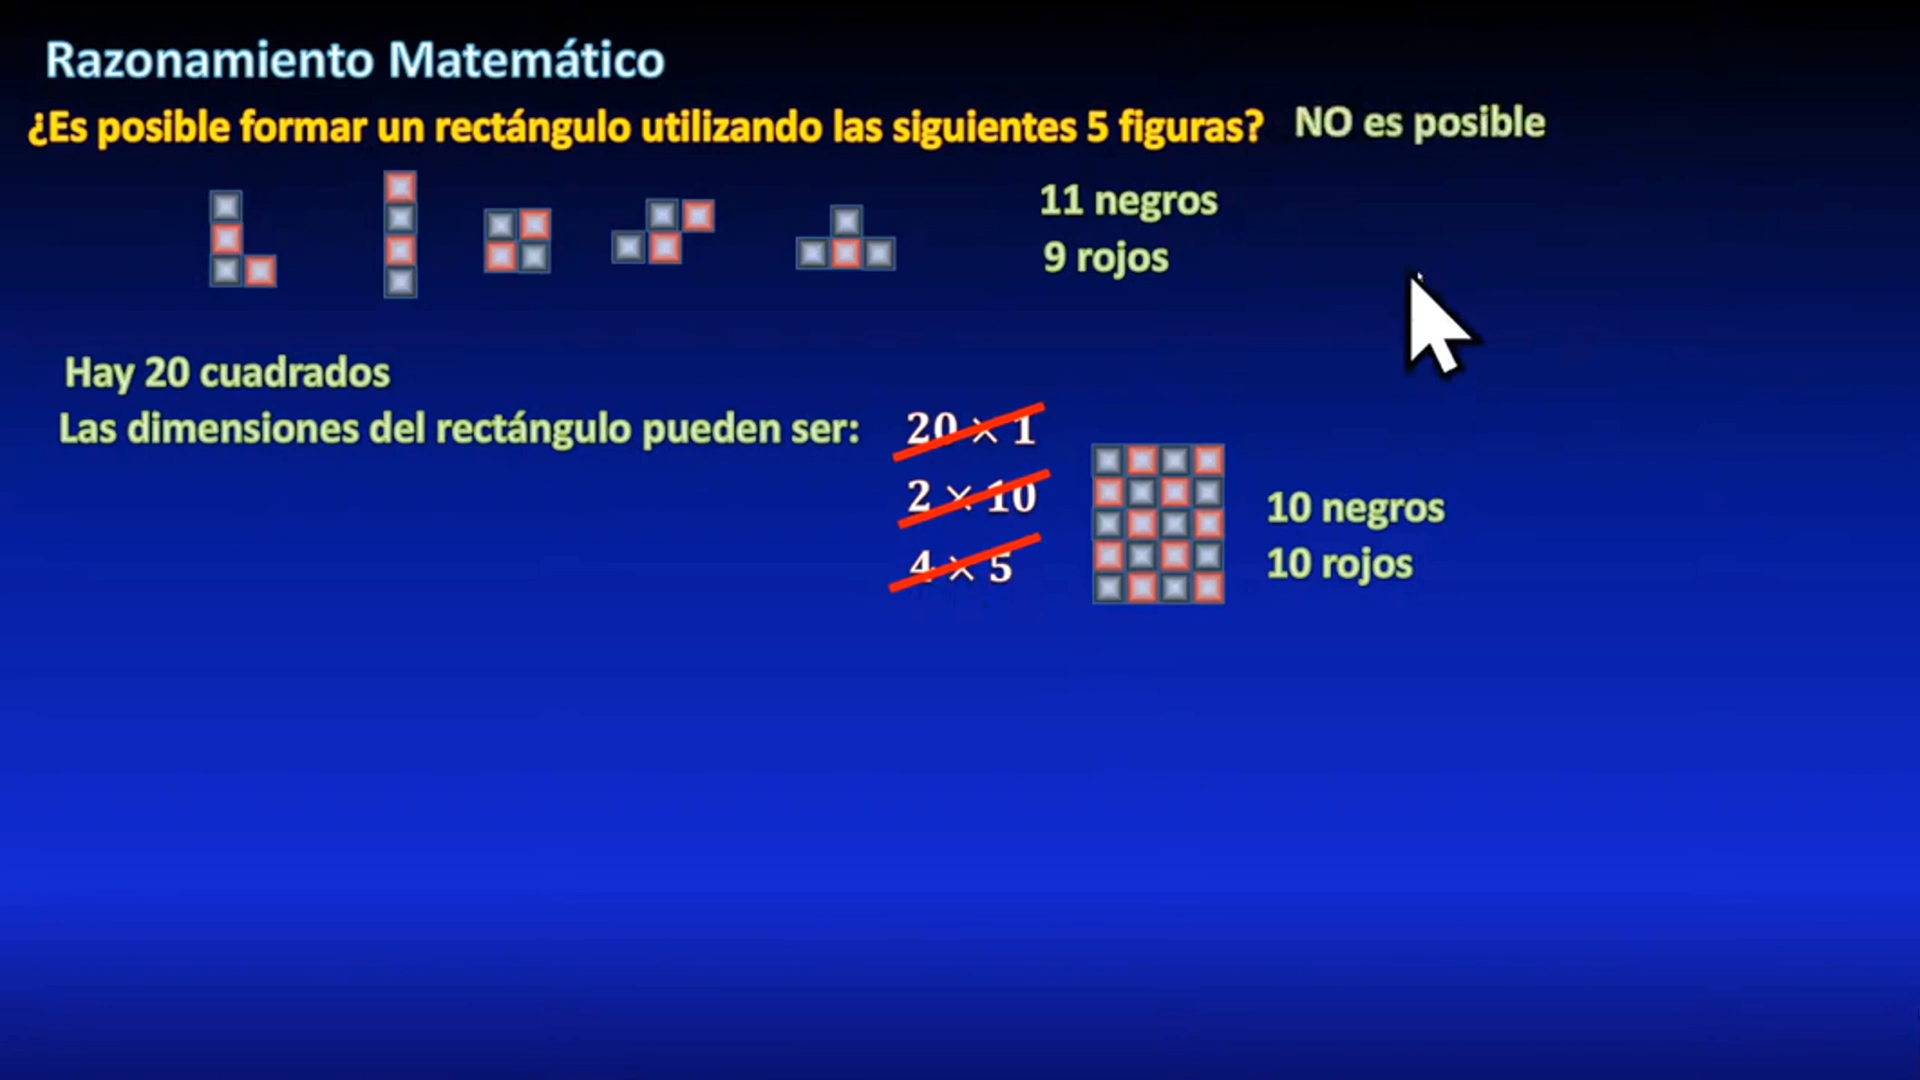 Razonamiento Matemático
¿Es posible formar un rectángulo utilizando las siguientes 5 figuras? NO es posible
11 negros
9 rojos
Hay 20 cuadrados
Las dimensiones del rectángulo pueden ser: 20 × 1
2 × 10
4 × 5
10 negros
10 rojos